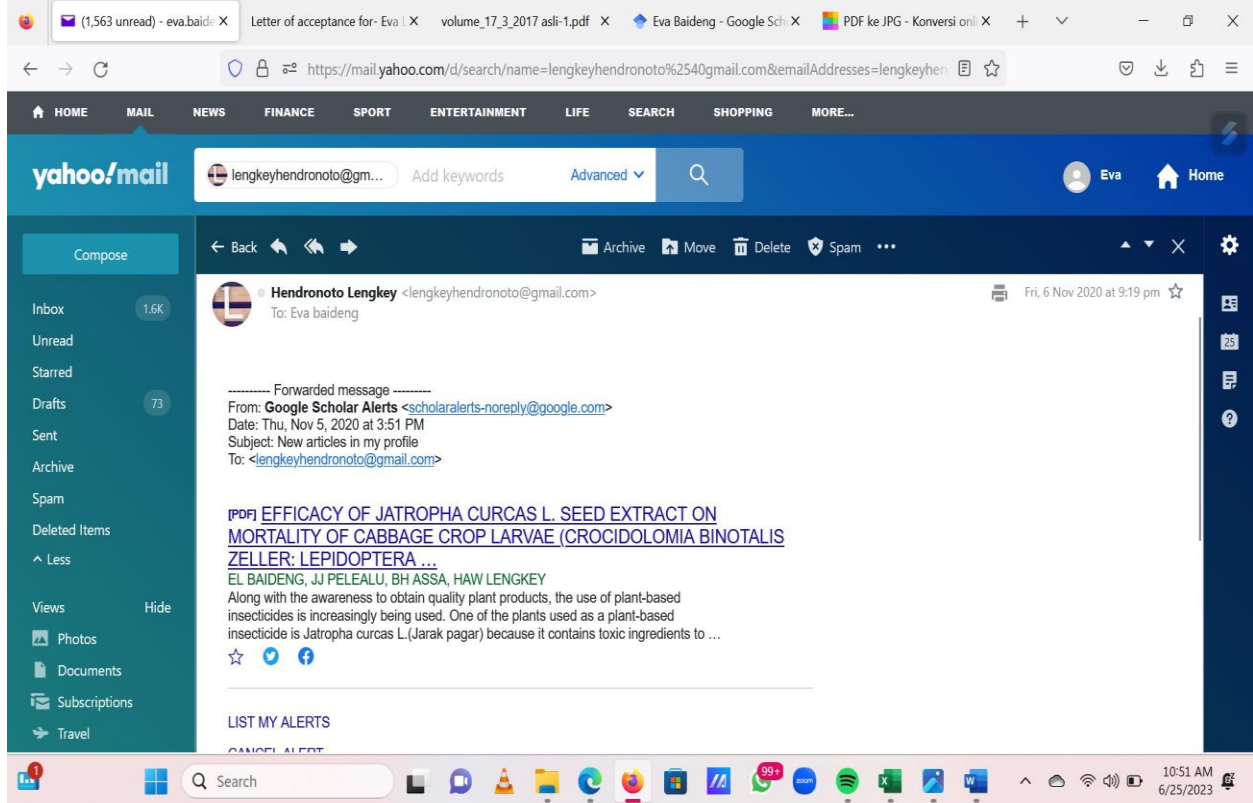 (1,563 unread) - eva.baide
Letter of acceptance for- Eva
volume_17_3_2017 asli-1.pdf
Eva Baideng - Google Sch
PDF ke JPG - Konversi onli
https://mail.yahoo.com/d/search/name=lengkeyhendronoto%2540gmail.com&emailAddresses=lengkeyhen
HOME MAIL NEWS FINANCE SPORT ENTERTAINMENT LIFE SEARCH SHOPPING MORE...
yahoo!mail
lengkeyhendronoto@gm... Add keywords Advanced
Eva Home
Compose
Back Archive Move Delete Spam
Inbox 1.6K
Unread
Starred
Drafts 73
Sent
Archive
Spam
Deleted Items
Less
Views Hide
Photos
Documents
Subscriptions
Travel
L
Hendronoto Lengkey <lengkeyhendronoto@gmail.com> Fri, 6 Nov 2020 at 9:19 pm
To: Eva baideng
---------- Forwarded message ---------
From: Google Scholar Alerts <scholaralerts-noreply@google.com>
Date: Thu, Nov 5, 2020 at 3:51 PM
Subject: New articles in my profile
To: <lengkeyhendronoto@gmail.com>
[PDF] EFFICACY OF JATROPHA CURCAS L. SEED EXTRACT ON
MORTALITY OF CABBAGE CROP LARVAE (CROCIDOLOMIA BINOTALIS
ZELLER: LEPIDOPTERA …
EL BAIDENG, JJ PELEALU, BH ASSA, HAW LENGKEY
Along with the awareness to obtain quality plant products, the use of plant-based
insecticides is increasingly being used. One of the plants used as a plant-based
insecticide is Jatropha curcas L.(Jarak pagar) because it contains toxic ingredients to …
LIST MY ALERTS
CANCEL ALERT
25
1
Search
99+
zoom
10:51 AM
6/25/2023